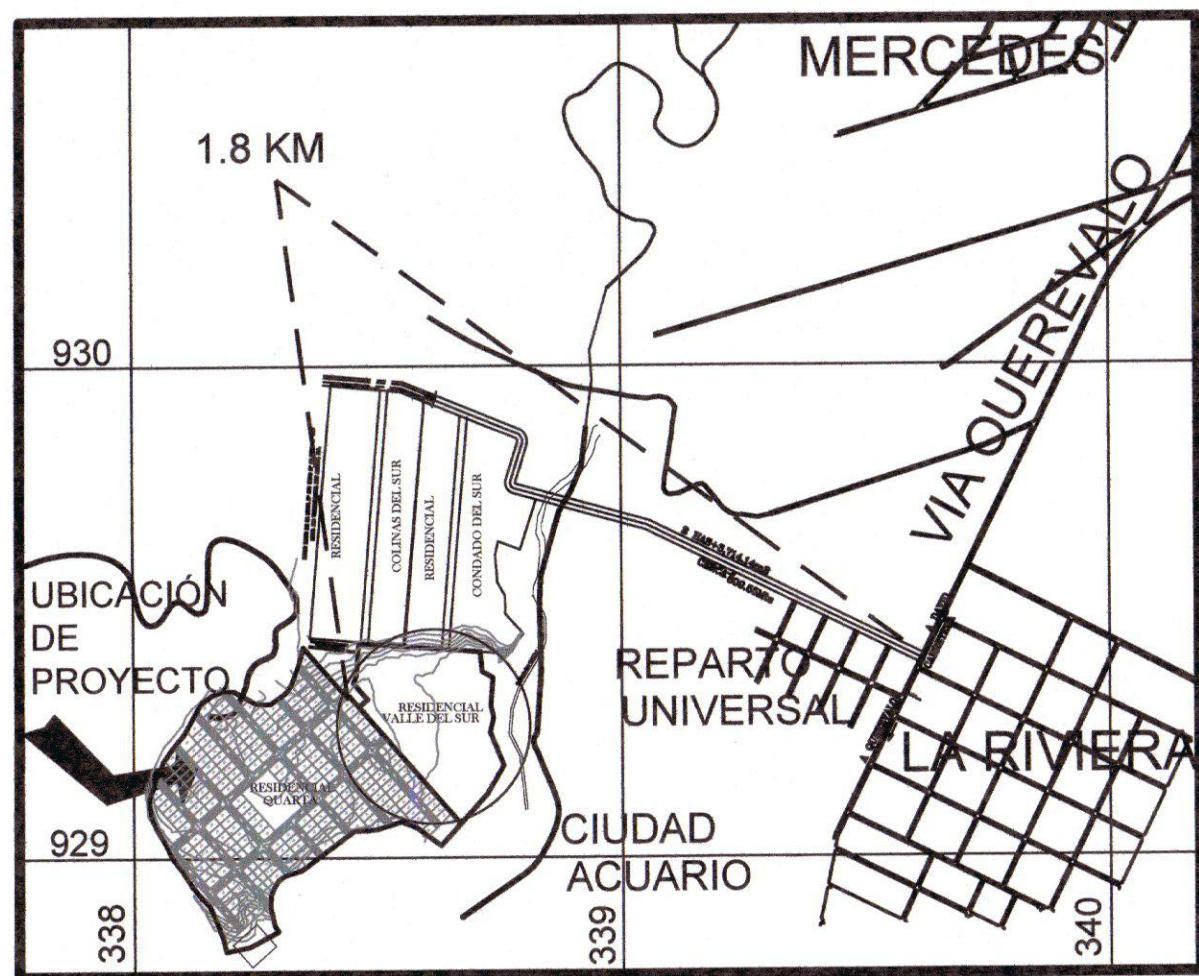 MERCEDES
1.8 KM
VIA QUEREVALO
930
RESIDENCIAL
COLINAS DEL SUR
RESIDENCIAL
CONDADO DEL SUR
UBICACIÓN
DE
PROYECTO
REPARTO
UNIVERSAL
RESIDENCIAL
VALLE DEL SUR
LA RIVIERA
RESIDENCIAL
QUARTA
CIUDAD
ACUARIO
929
338
339
340